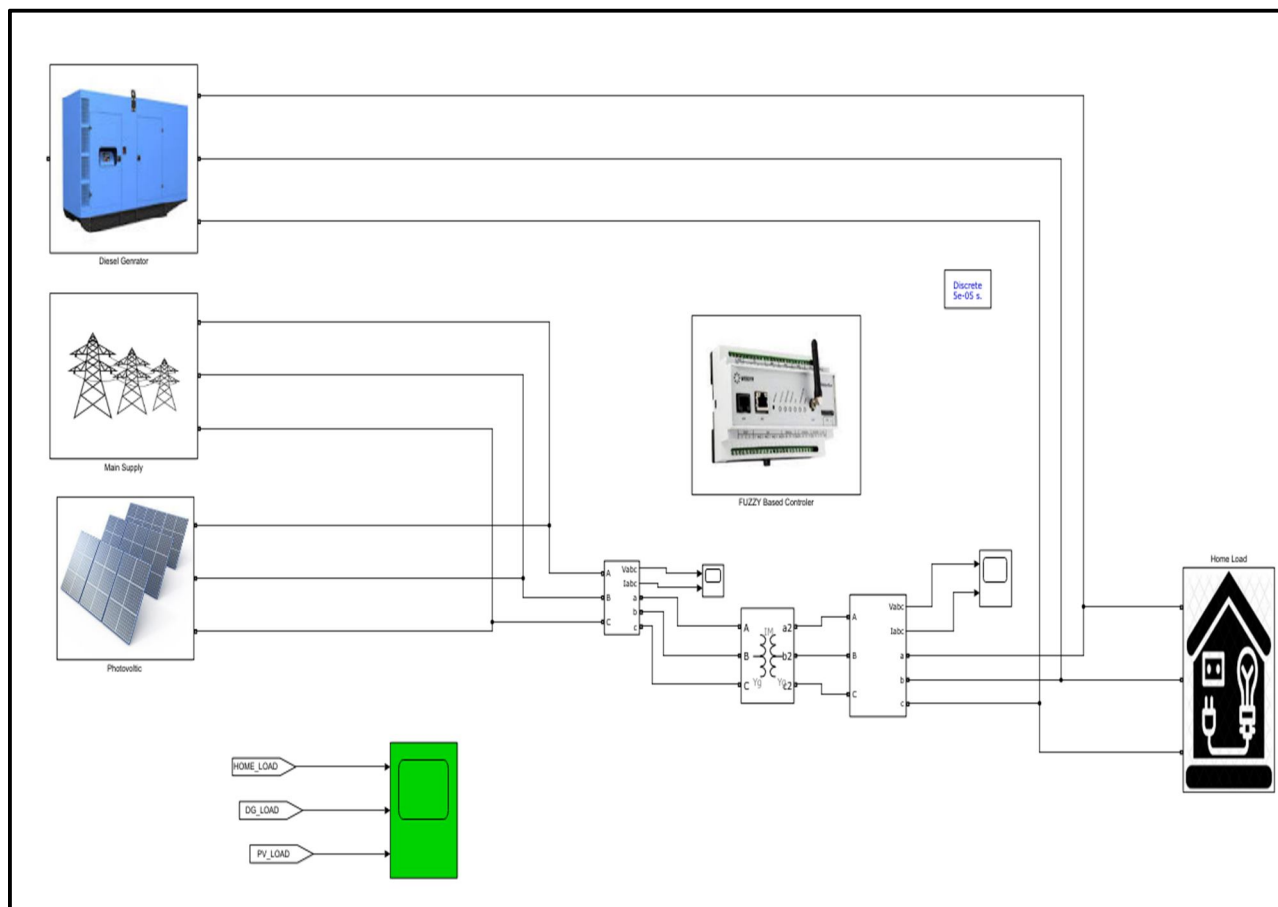 Diesel Genrator
Discrete
5e-05 s.
Main Supply
FUZZY Based Controler
Photovoltic
Home Load
A
B
C
Vabc
Iabc
a
b
c
A
B
C
a2
b2
c2
Yg
Yg
A
B
C
Vabc
Iabc
a
b
c
HOME_LOAD
DG_LOAD
PV_LOAD